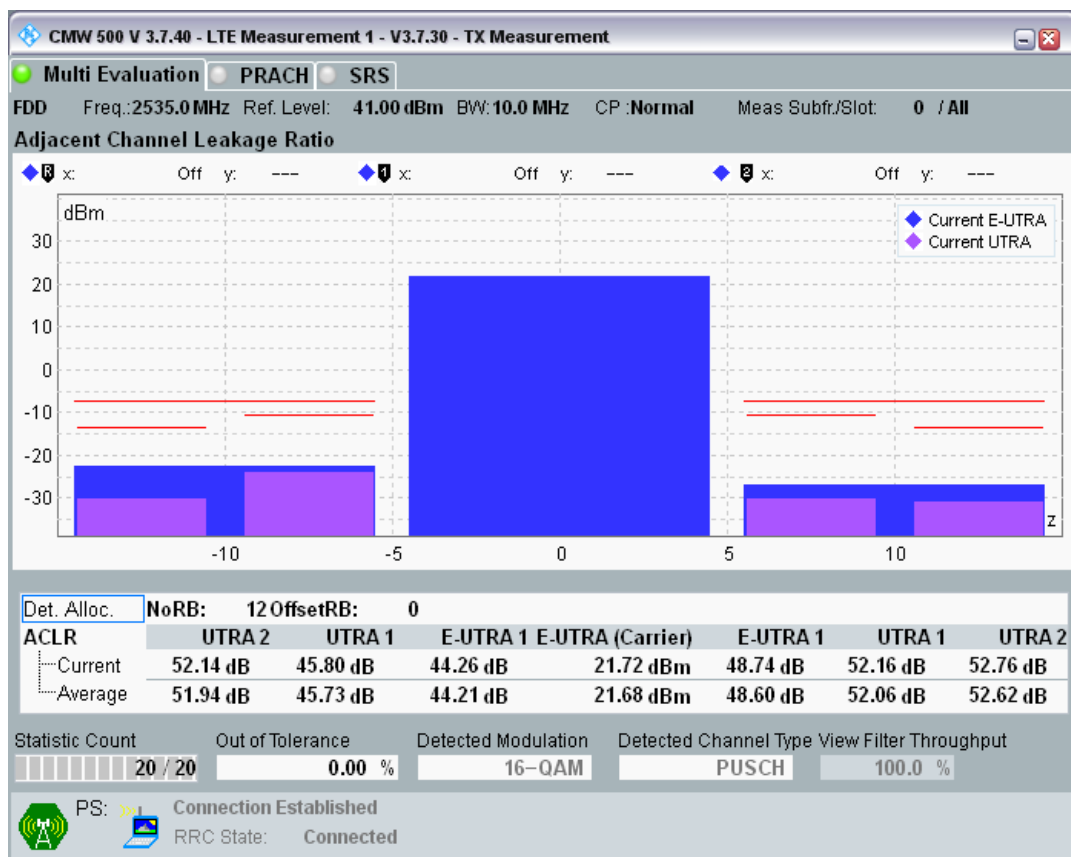 CMW 500 V 3.7.40 - LTE Measurement 1 - V3.7.30 - TX Measurement
Multi Evaluation PRACH SRS
FDD Freq.:2535.0 MHz Ref. Level: 41.00 dBm BW:10.0 MHz CP :Normal Meas Subfr./Slot: 0 / All
Adjacent Channel Leakage Ratio
R x: Off y: --- 1 x: Off y: --- 2 x: Off y: ---
dBm
Current E-UTRA
Current UTRA
30
20
10
0
-10
-20
-30
z
-10 -5 0 5 10
Det. Alloc. NoRB: 12 OffsetRB: 0
ACLR UTRA 2 UTRA 1 E-UTRA 1 E-UTRA (Carrier) E-UTRA 1 UTRA 1 UTRA 2
Current 52.14 dB 45.80 dB 44.26 dB 21.72 dBm 48.74 dB 52.16 dB 52.76 dB
Average 51.94 dB 45.73 dB 44.21 dB 21.68 dBm 48.60 dB 52.06 dB 52.62 dB
Statistic Count Out of Tolerance Detected Modulation Detected Channel Type View Filter Throughput
20 / 20 0.00 % 16-QAM PUSCH 100.0 %
PS: Connection Established
RRC State: Connected